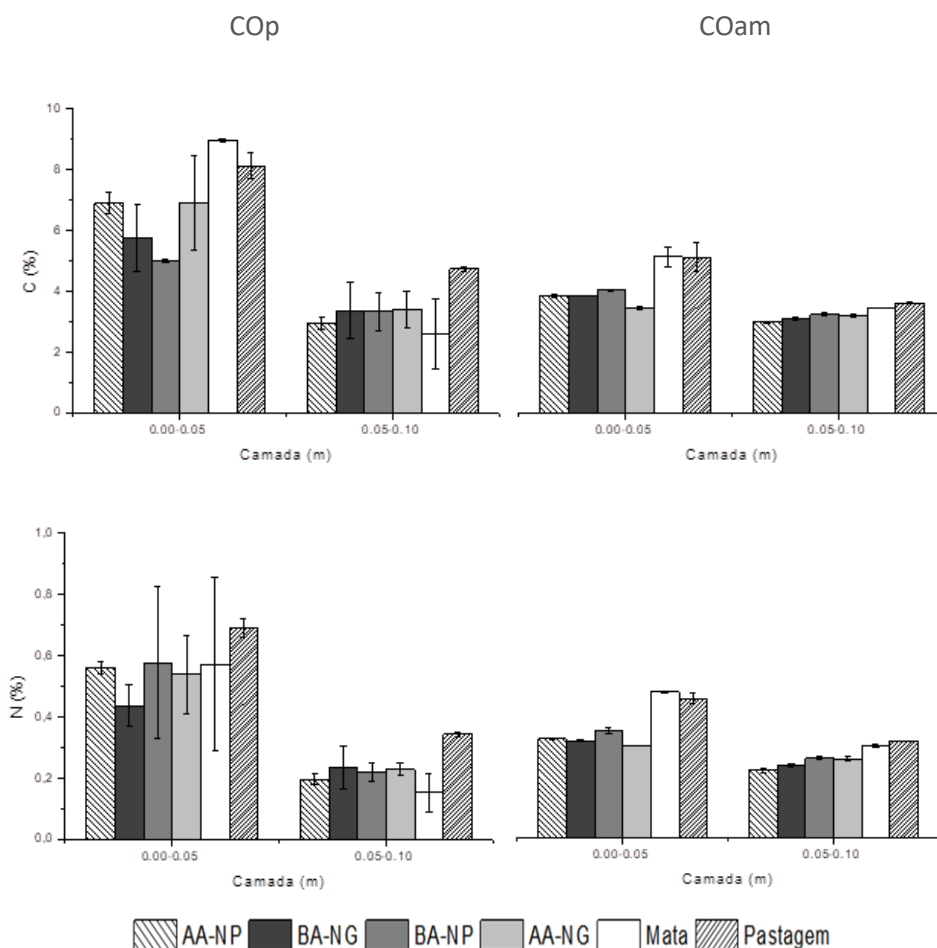 COp COam
10
8
6
4
2
0
C (%)
0.00-0.05 0.05-0.10 0.00-0.05 0.05-0.10
Camada (m) Camada (m)
1,0
0,8
0,6
0,4
0,2
0,0
N (%)
0.00-0.05 0.05-0.10 0.00-0.05 0.05-0.10
Camada (m) Camada (m)
AA-NP BA-NG BA-NP AA-NG Mata Pastagem